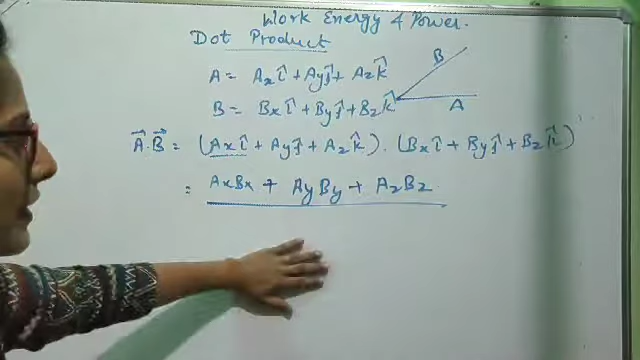 Work Energy & Power.
Dot Product
A = Axî + Ayĵ + Azk̂
B = Bxî + Byĵ + Bzk̂
B
A
A⃗.B⃗ = (Axî + Ayĵ + Azk̂) . (Bxî + Byĵ + Bzk̂)
= AxBx + AyBy + AzBz